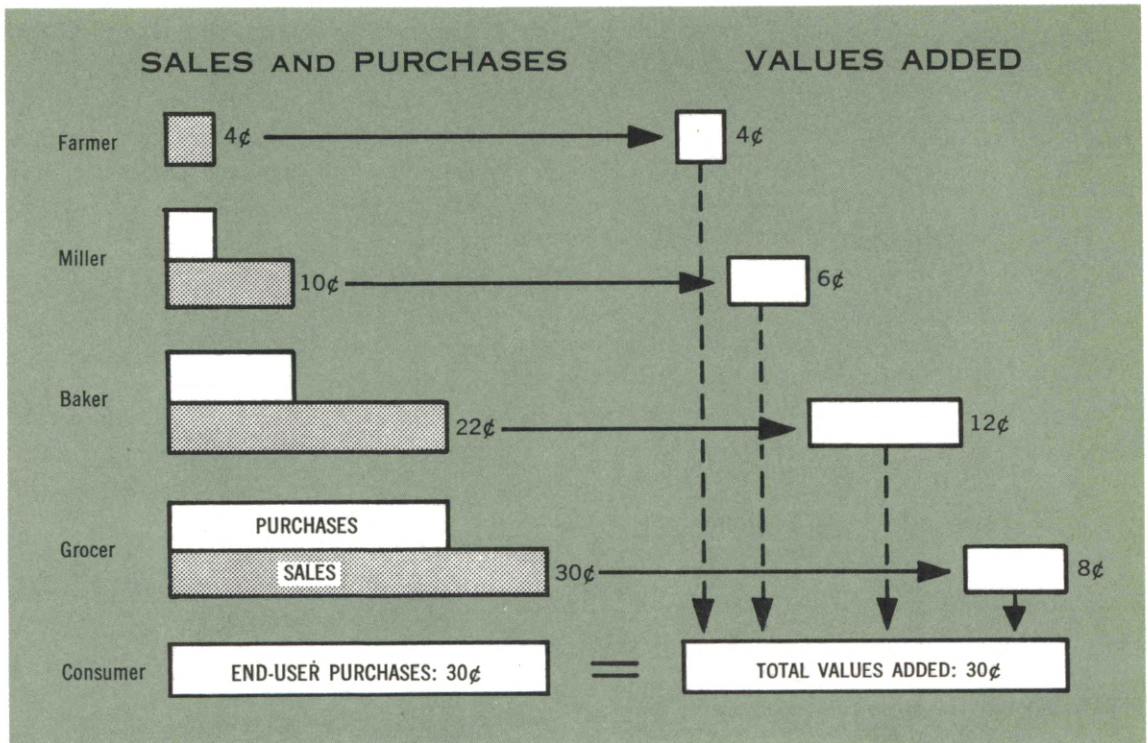 SALES AND PURCHASES VALUES ADDED
Farmer 4¢ 4¢
Miller 10¢ 6¢
Baker 22¢ 12¢
PURCHASES
Grocer SALES 30¢ 8¢
Consumer END-USER PURCHASES: 30¢ = TOTAL VALUES ADDED: 30¢